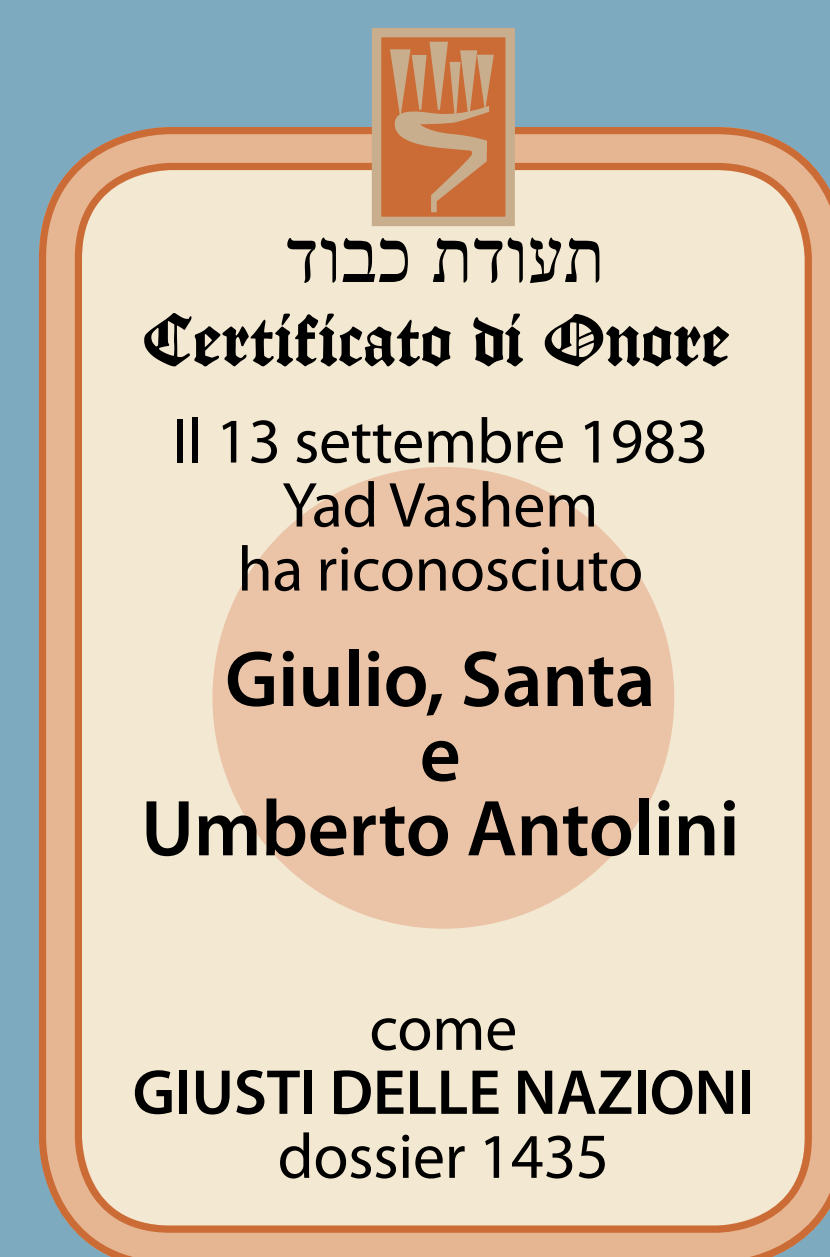 תעודת כבוד
Certificato di Onore
Il 13 settembre 1983
Yad Vashem
ha riconosciuto
Giulio, Santa
e
Umberto Antolini
come
GIUSTI DELLE NAZIONI
dossier 1435